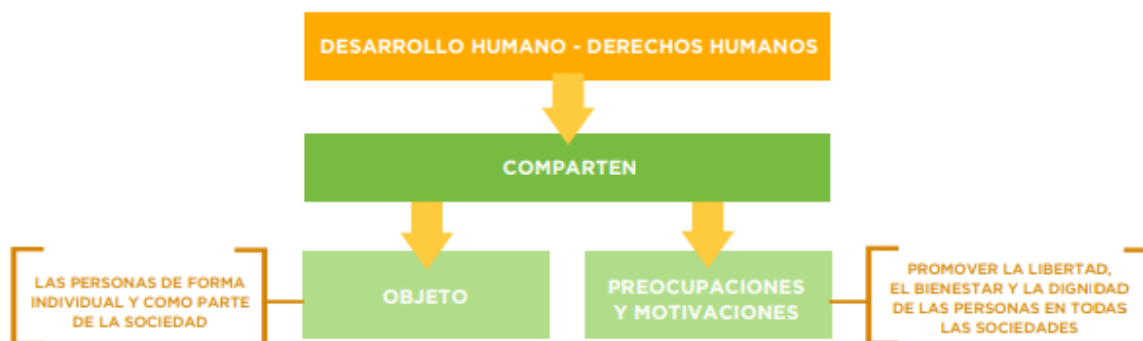 DESARROLLO HUMANO - DERECHOS HUMANOS
COMPARTEN
LAS PERSONAS DE FORMA
INDIVIDUAL Y COMO PARTE
DE LA SOCIEDAD
OBJETO
PREOCUPACIONES
Y MOTIVACIONES
PROMOVER LA LIBERTAD,
EL BIENESTAR Y LA DIGNIDAD
DE LAS PERSONAS EN TODAS
LAS SOCIEDADES